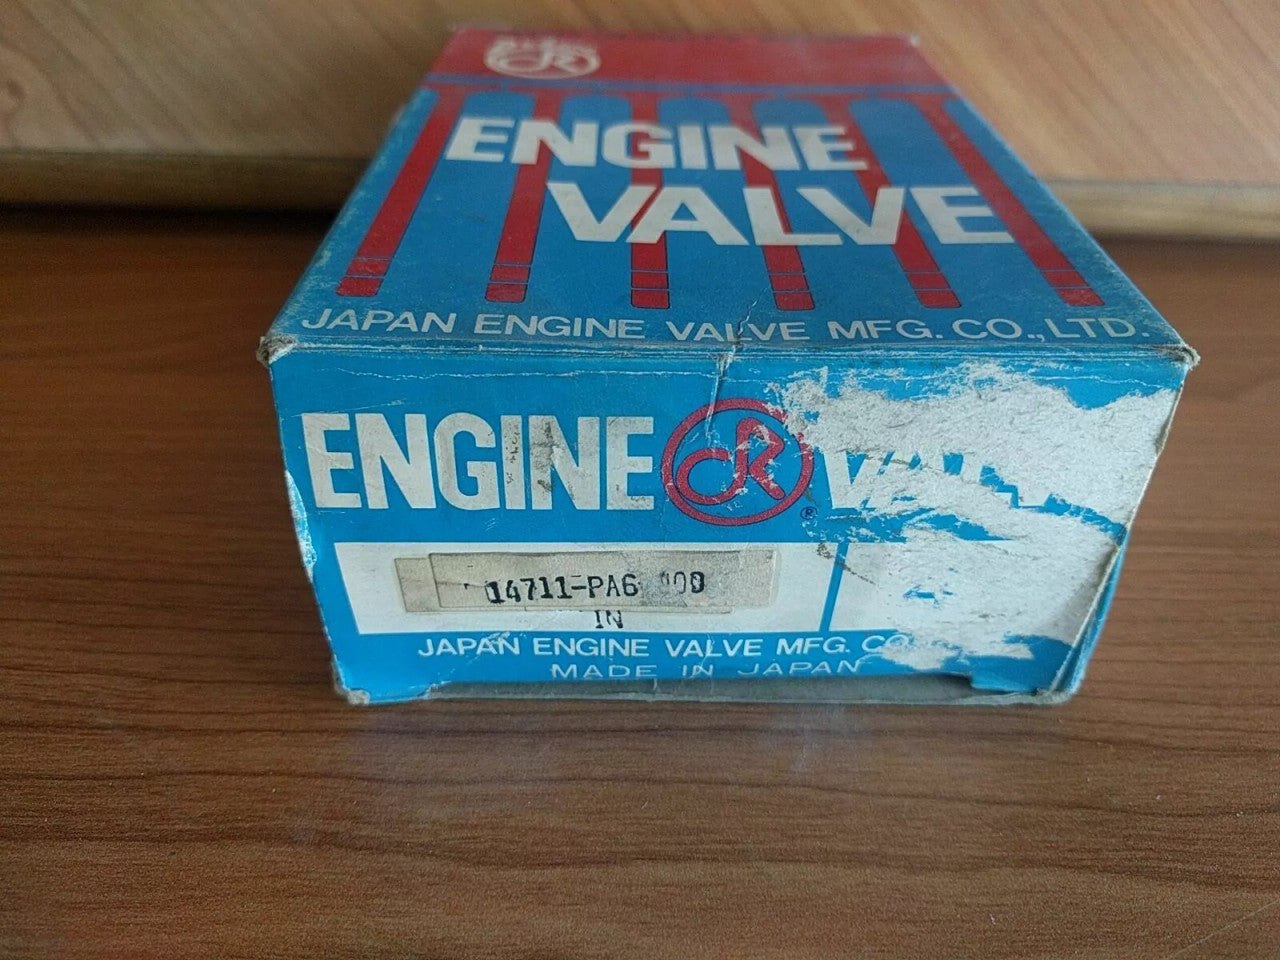 ENGINE
VALVE
JAPAN ENGINE VALVE MFG. CO., LTD.
ENGINE R ®
14711-PA6 000
IN
JAPAN ENGINE VALVE MFG.
MADE IN JAPAN